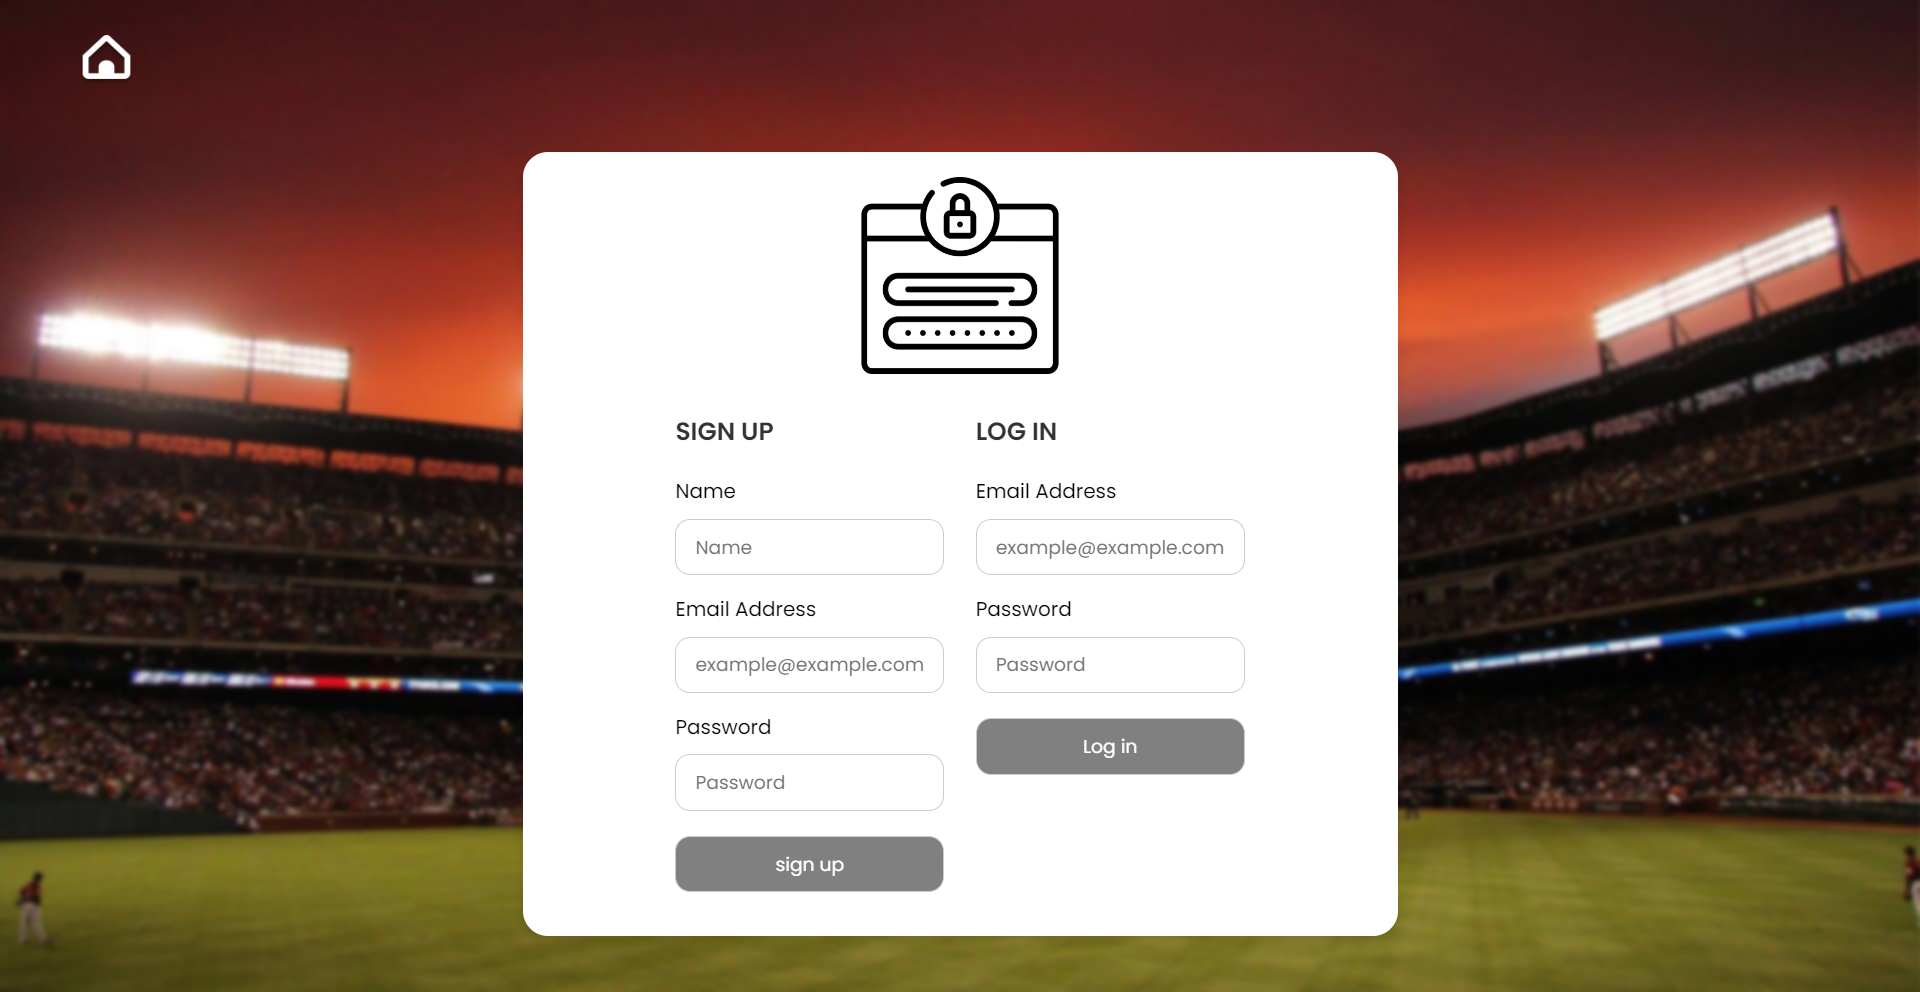 SIGN UP
Name
Name
Email Address
example@example.com
Password
Password
sign up
LOG IN
Email Address
example@example.com
Password
Password
Log in